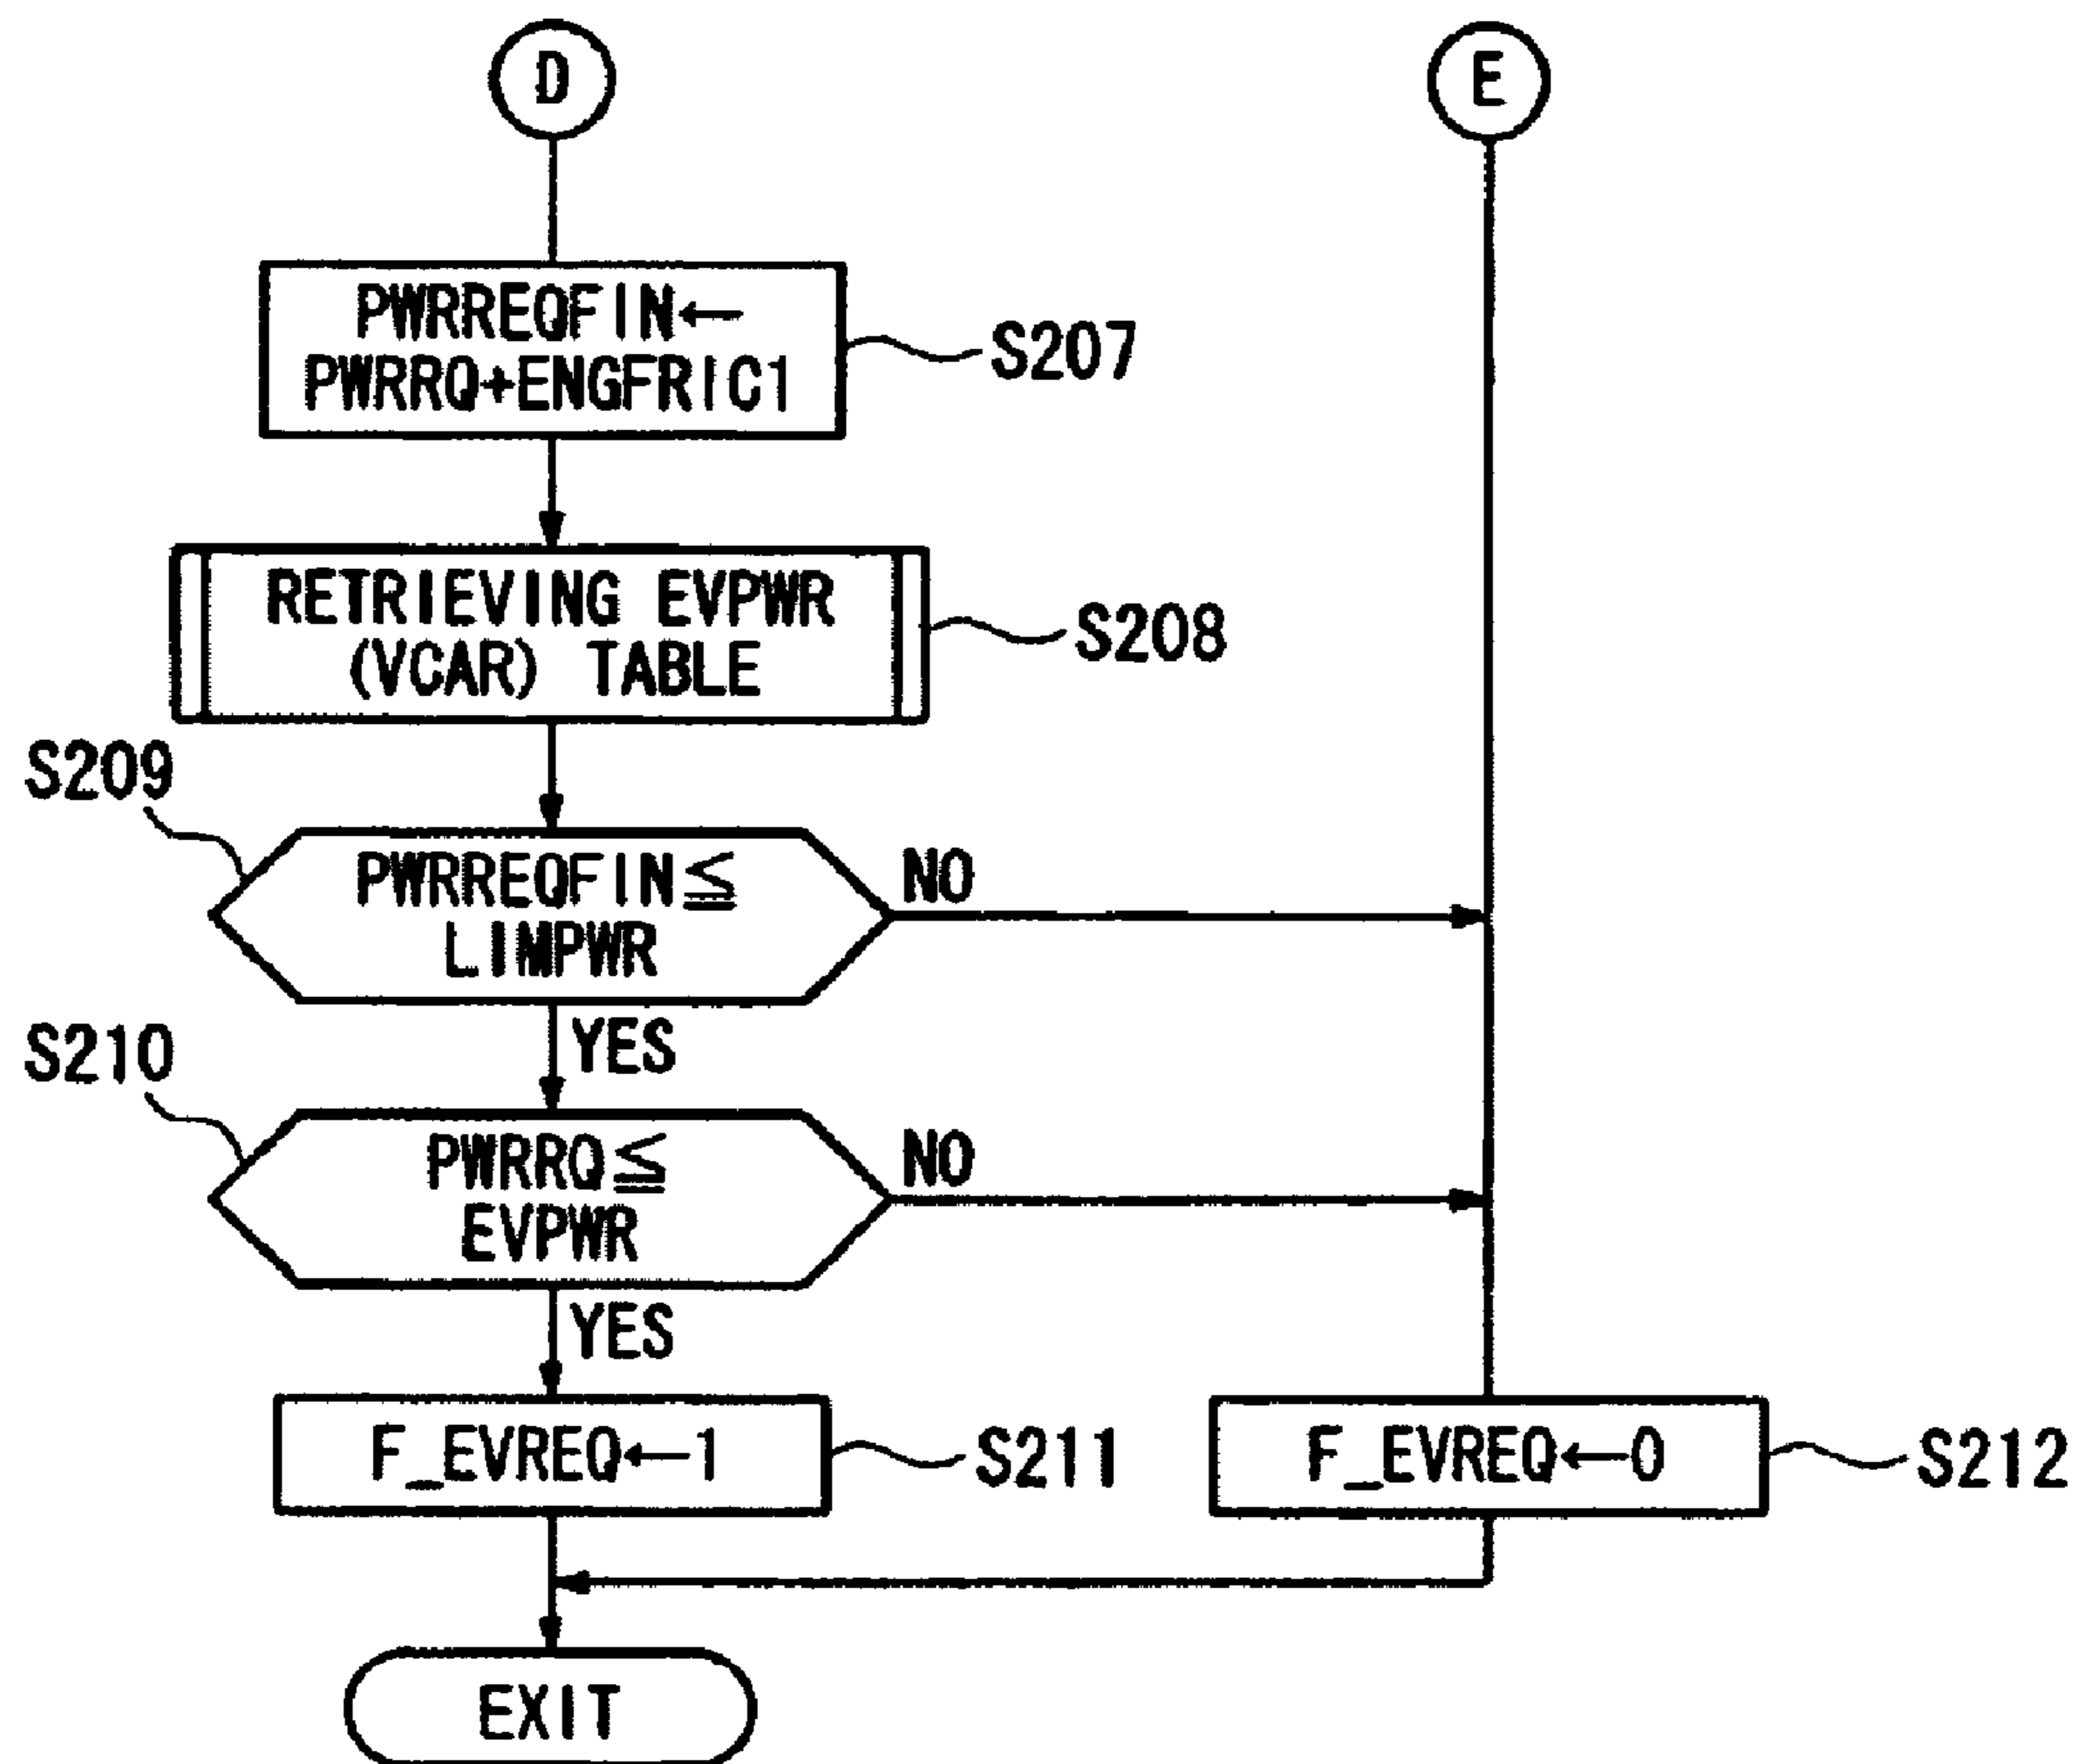 D
E
PWRREQFIN←
PWRRQ+ENGFRIC1
S207
RETRIEVING EVPWR
(VCAR) TABLE
S208
S209
PWRREQFIN≦
LIMPWR
NO
YES
S210
PWRRQ≦
EVPWR
NO
YES
F_EVREQ←1
S211
F_EVREQ←0
S212
EXIT